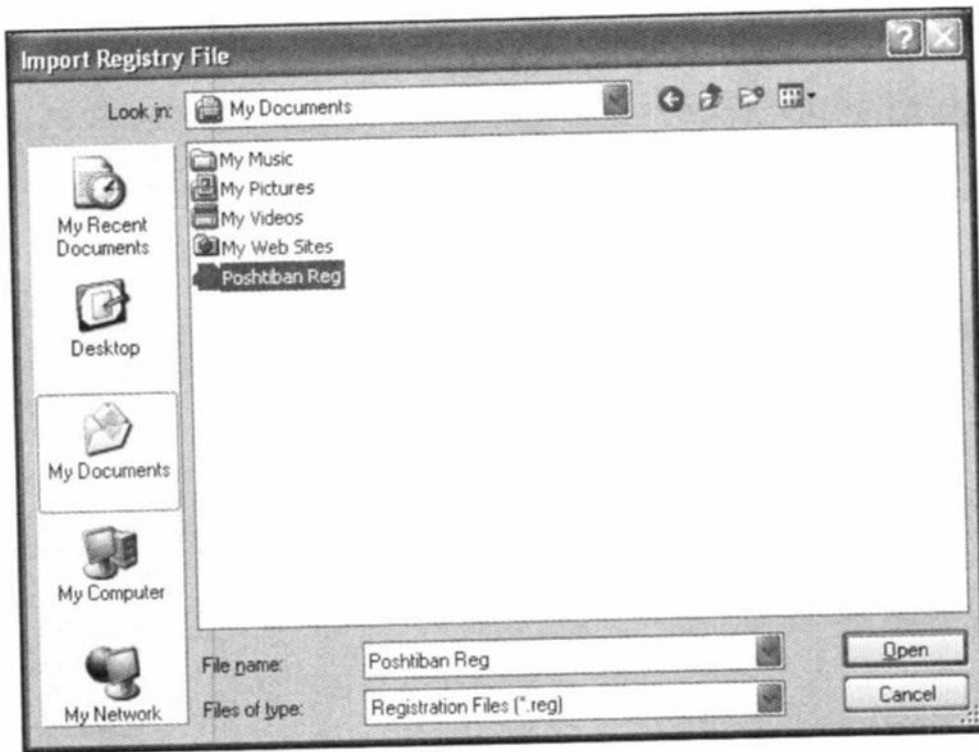 Import Registry File
Look in: My Documents
My Music
My Pictures
My Videos
My Web Sites
Poshtiban Reg
My Recent
Documents
Desktop
My Documents
My Computer
My Network
File name: Poshtiban Reg
Open
Files of type: Registration Files (*.reg)
Cancel